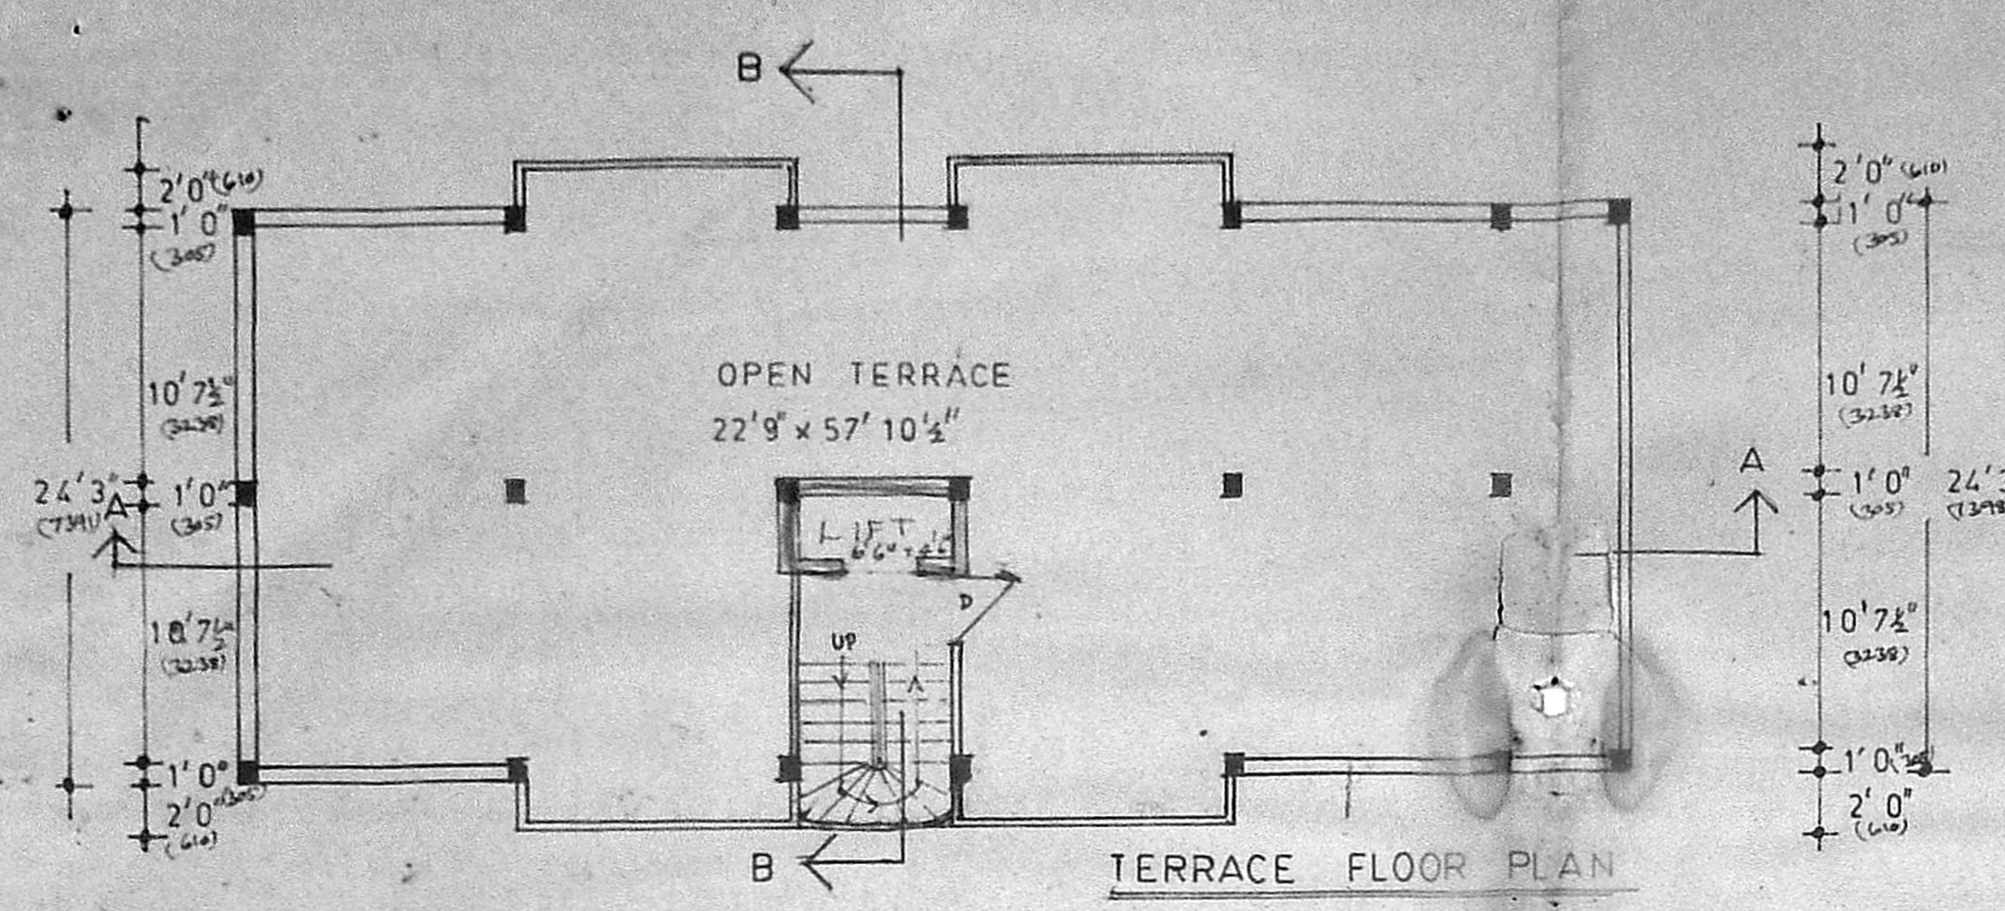 B
2'0" (610)
1'0"
(305)
10'7½"
(3238)
24'3"
A
1'0"
(305)
10'7½"
(3238)
1'0"
(305)
2'0"
(610)
OPEN TERRACE
22'9" x 57' 10½"
LIFT
D
UP
B
TERRACE FLOOR PLAN
2'0" (610)
1'0"
(305)
10'7½"
(3238)
A
1'0"
(305)
10'7½"
(3238)
1'0"
2'0"
(610)